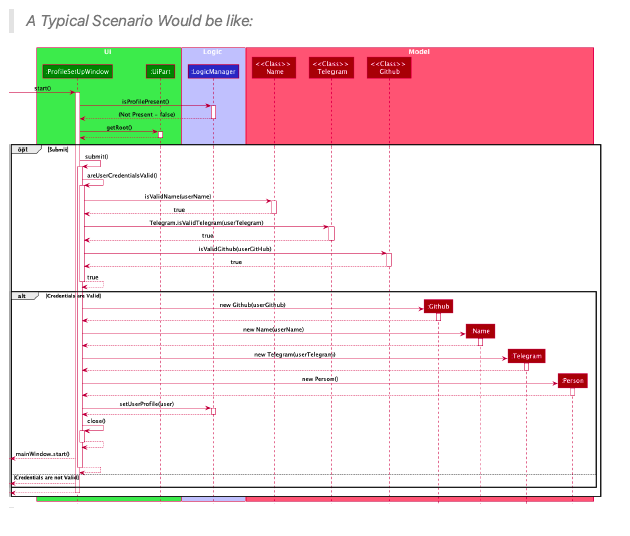 A Typical Scenario Would be like:
Ui
Logic
Model
:ProfileSetUpWindow
:UiPart
:LogicManager
<<Class>>
Name
<<Class>>
Telegram
<<Class>>
Github
start()
isProfilePresent()
(Not Present - false)
getRoot()
opt
[Submit]
submit()
areUserCredentialsValid()
isValidName(userName)
true
Telegram.isValidTelegram(userTelegram)
true
isValidGithub(userGitHub)
true
true
alt
[Credentials are Valid]
new Github(userGithub)
:Github
new Name(userName)
:Name
new Telegram(userTelegram)
:Telegram
new Person()
:Person
setUserProfile(user)
close()
mainWindow.start()
[Credentials are not Valid]